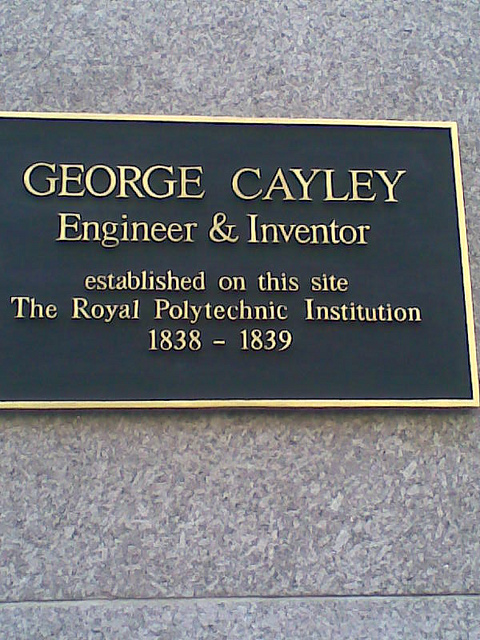 GEORGE CAYLEY
Engineer & Inventor
established on this site
The Royal Polytechnic Institution
1838 – 1839